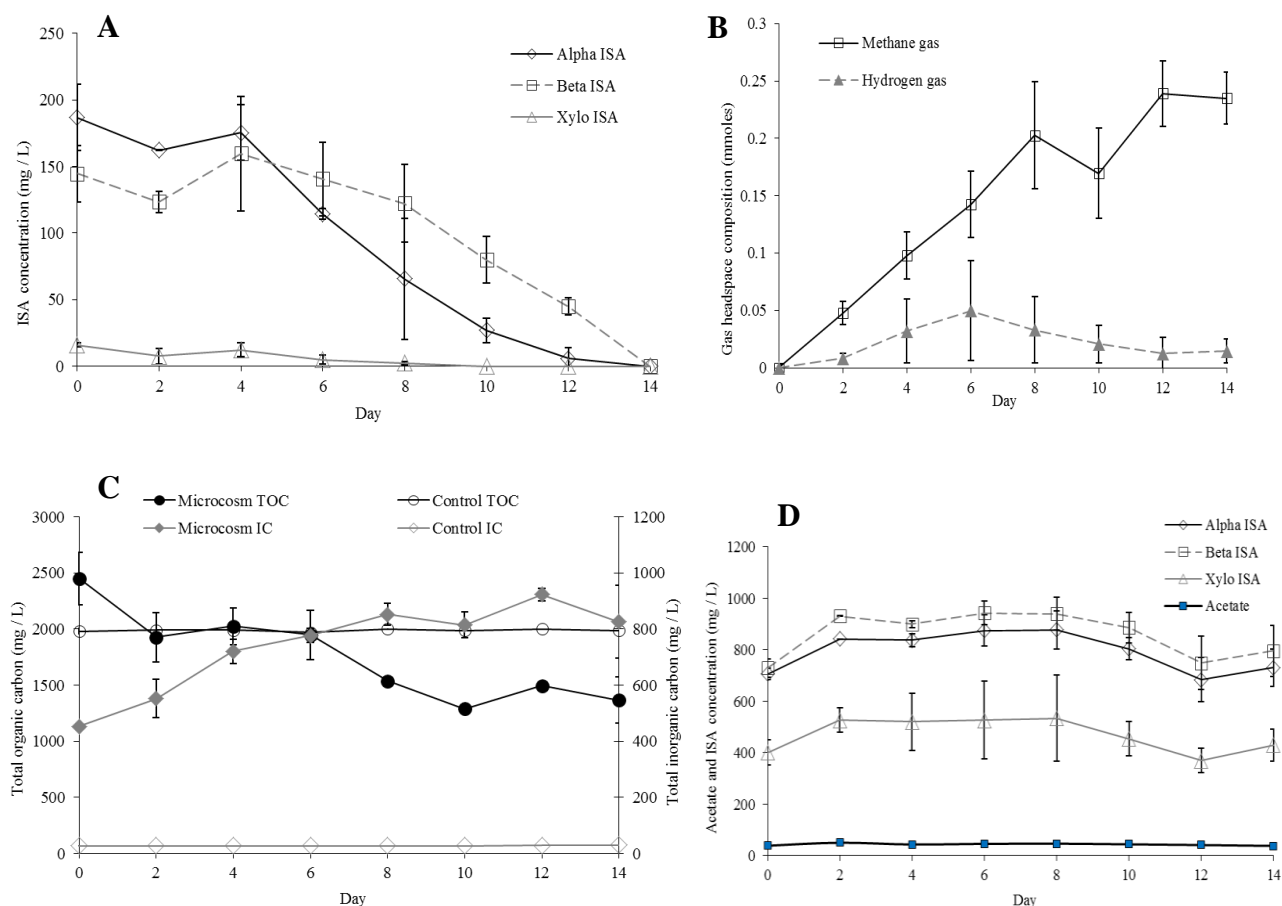 A
250
200
150
100
50
0
ISA concentration (mg / L)
Alpha ISA
Beta ISA
Xylo ISA
0 2 4 6 8 10 12 14
Day
B
0.3
0.25
0.2
0.15
0.1
0.05
0
Gas headspace composition (mmoles)
Methane gas
Hydrogen gas
0 2 4 6 8 10 12 14
Day
C
Microcosm TOC Control TOC
Microcosm IC Control IC
3000
2500
2000
1500
1000
500
0
Total organic carbon (mg / L)
1200
1000
800
600
400
200
0
Total inorganic carbon (mg / L)
0 2 4 6 8 10 12 14
Day
D
Alpha ISA
Beta ISA
Xylo ISA
Acetate
1200
1000
800
600
400
200
0
Acetate and ISA concentration (mg / L)
0 2 4 6 8 10 12 14
Day